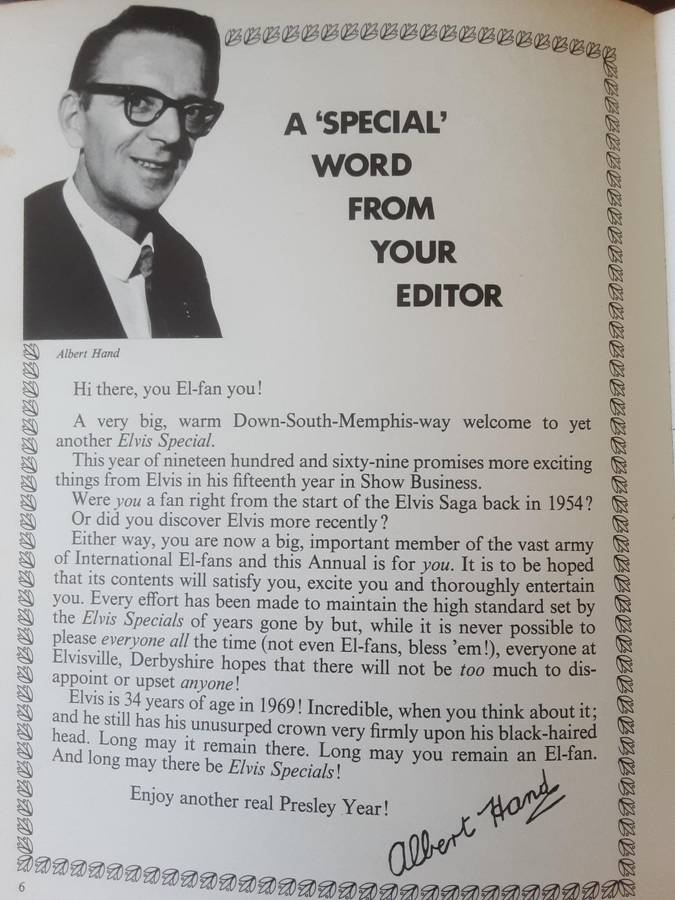 A 'SPECIAL'
WORD
FROM
YOUR
EDITOR
Albert Hand
Hi there, you El-fan you!
A very big, warm Down-South-Memphis-way welcome to yet
another Elvis Special.
This year of nineteen hundred and sixty-nine promises more exciting
things from Elvis in his fifteenth year in Show Business.
Were you a fan right from the start of the Elvis Saga back in 1954?
Or did you discover Elvis more recently?
Either way, you are now a big, important member of the vast army
of International El-fans and this Annual is for you. It is to be hoped
that its contents will satisfy you, excite you and thoroughly entertain
you. Every effort has been made to maintain the high standard set by
the Elvis Specials of years gone by but, while it is never possible to
please everyone all the time (not even El-fans, bless 'em!), everyone at
Elvisville, Derbyshire hopes that there will not be too much to dis-
appoint or upset anyone!
Elvis is 34 years of age in 1969! Incredible, when you think about it;
and he still has his unusurped crown very firmly upon his black-haired
head. Long may it remain there. Long may you remain an El-fan.
And long may there be Elvis Specials!
Enjoy another real Presley Year!
Albert Hand
6